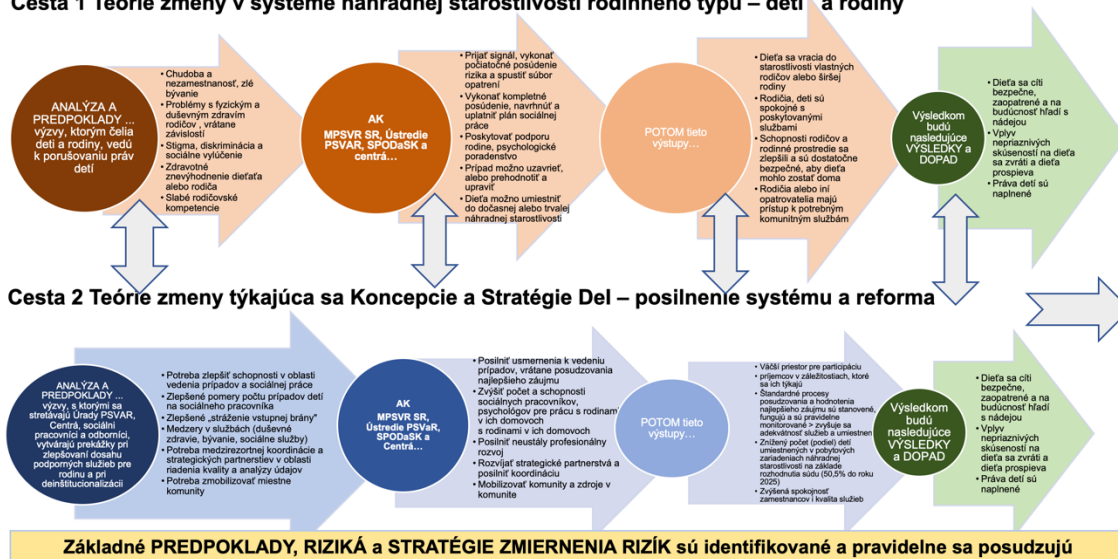 Cesta 1 Teórie zmeny v systéme náhradnej starostlivosti rodinného typu – deti a rodiny
ANALÝZA A
PREDPOKLADY ...
výzvy, ktorým čelia
deti a rodiny, vedú
k porušovaniu práv
detí
• Chudoba a
nezamestnanosť, zlé
bývanie
• Problémy s fyzickým a
duševným zdravím
rodičov , vrátane
závislostí
• Stigma, diskriminácia a
sociálne vylúčenie
• Zdravotné
znevýhodnenie dieťaťa
alebo rodiča
• Slabé rodičovské
kompetencie
AK
MPSVR SR, Ústredie
PSVAR, SPODaSK a
centrá…
• Prijať signál, vykonať
počiatočné posúdenie
rizika a spustiť súbor
opatrení
• Vykonať kompletné
posúdenie, navrhnúť a
uplatniť plán sociálnej
práce
• Poskytovať podporu
rodine, psychologické
poradenstvo
• Prípad možno uzavrieť,
alebo prehodnotiť a
upraviť
• Dieťa možno umiestniť
do dočasnej alebo trvalej
náhradnej starostlivosti
POTOM tieto
výstupy…
• Dieťa sa vracia do
starostlivosti vlastných
rodičov alebo širšej
rodiny
• Rodičia, deti sú
spokojné s
poskytovanými
službami
• Schopnosti rodičov a
rodinné prostredie sa
zlepšili a sú dostatočne
bezpečné, aby dieťa
mohlo zostať doma
• Rodičia alebo iní
opatrovatelia majú
prístup k potrebným
komunitným službám
Výsledkom
budú
nasledujúce
VÝSLEDKY a
DOPAD
• Dieťa sa cíti
bezpečne,
zaopatrené a na
budúcnosť hľadí s
nádejou
• Vplyv
nepriaznivých
skúseností na dieťa
sa zvráti a dieťa
prospieva
• Práva detí sú
naplnené
Cesta 2 Teórie zmeny týkajúca sa Koncepcie a Stratégie DeI – posilnenie systému a reforma
ANALÝZA A
PREDPOKLADY ...
výzvy, s ktorými sa
stretávajú Úrady PSVAR,
Centrá, sociálni
pracovníci a odborníci,
vytvárajú prekážky pri
zlepšovaní dosahu
podporných služieb pre
rodinu a pri
deinštitucionalizácii
• Potreba zlepšiť schopnosti v oblasti
vedenia prípadov a sociálnej práce
• Zlepšené pomery počtu prípadov detí
na sociálneho pracovníka
• Zlepšené „stráženie vstupnej brány"
• Medzery v službách (duševné
zdravie, bývanie, sociálne služby)
• Potreba medzirezortnej koordinácie a
strategických partnerstiev v oblasti
riadenia kvality a analýzy údajov
• Potreba zmobilizovať miestne
komunity
AK
MPSVR SR,
Ústredie PSVaR,
SPODaSK a
Centrá…
• Posilniť usmernenia k vedeniu
prípadov, vrátane posudzovania
najlepšieho záujmu
• Zvýšiť počet a schopnosti
sociálnych pracovníkov,
psychológov pre prácu s rodinami
v ich domovoch
s rodinami v ich domovoch
• Posilniť neustály profesionálny
rozvoj
• Rozvíjať strategické partnerstvá a
posilniť koordináciu
• Mobilizovať komunity a zdroje v
komunite
POTOM tieto
výstupy…
• Väčší priestor pre participáciu
• príjemcov v záležitostiach, ktoré
sa ich týkajú
• Štandardné procesy
posudzovania a hodnotenia
najlepšieho záujmu sú stanovené,
fungujú a sú pravidelne
monitorované > zvyšuje sa
adekvátnosť služieb a umiestnení
• Znížený počet (podiel) detí
umiestnených v pobytových
zariadeniach náhradnej
starostlivosti na základe
rozhodnutia súdu (50,5% do roku
2025)
• Zvýšená spokojnosť
zamestnancov i kvalita služieb
Výsledkom
budú
nasledujúce
VÝSLEDKY
a DOPAD
• Dieťa sa cíti
bezpečne,
zaopatrené a na
budúcnosť hľadí
s nádejou
• Vplyv
nepriaznivých
skúseností na
dieťa sa zvráti a
dieťa prospieva
• Práva detí sú
naplnené
Základné PREDPOKLADY, RIZIKÁ a STRATÉGIE ZMIERNENIA RIZÍK sú identifikované a pravidelne sa posudzujú